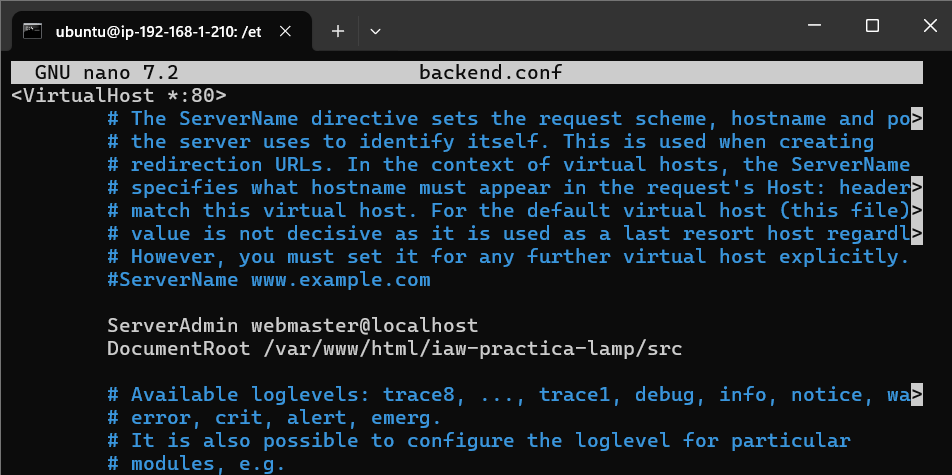 ubuntu@ip-192-168-1-210: /et
GNU nano 7.2 backend.conf
<VirtualHost *:80>
# The ServerName directive sets the request scheme, hostname and po>
# the server uses to identify itself. This is used when creating
# redirection URLs. In the context of virtual hosts, the ServerName
# specifies what hostname must appear in the request's Host: header>
# match this virtual host. For the default virtual host (this file)>
# value is not decisive as it is used as a last resort host regardl>
# However, you must set it for any further virtual host explicitly.
#ServerName www.example.com
ServerAdmin webmaster@localhost
DocumentRoot /var/www/html/iaw-practica-lamp/src
# Available loglevels: trace8, ..., trace1, debug, info, notice, wa>
# error, crit, alert, emerg.
# It is also possible to configure the loglevel for particular
# modules, e.g.